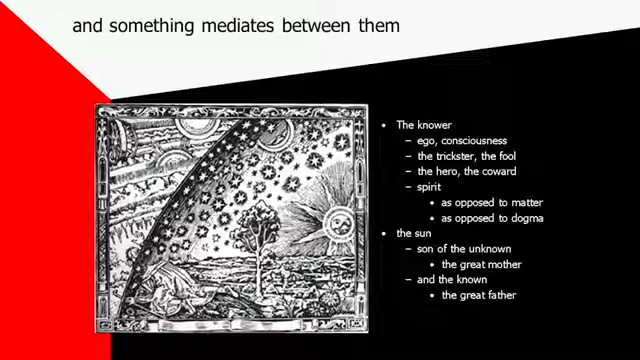 and something mediates between them
• The knower
– ego, consciousness
– the trickster, the fool
– the hero, the coward
– spirit
• as opposed to matter
• as opposed to dogma
• the sun
– son of the unknown
• the great mother
– and the known
• the great father